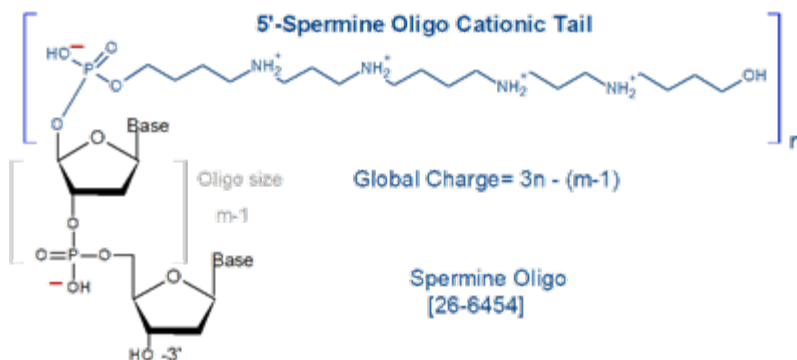 5'-Spermine Oligo Cationic Tail
HO O
P
O
NH2+ NH2+ NH2+ NH2+
OH
n
O
O
Base
Oligo size
m-1
Global Charge= 3n - (m-1)
O
O=P-O
OH
O
Base
HO -3'
Spermine Oligo
[26-6454]